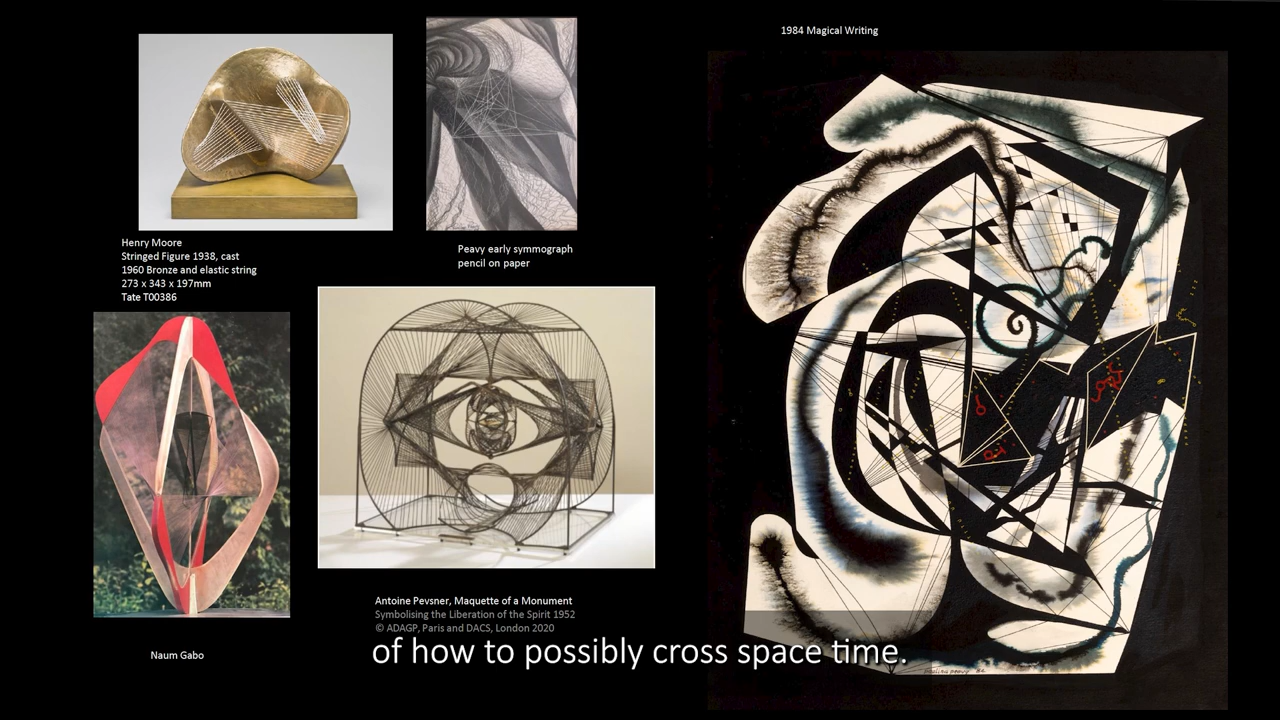 1984 Magical Writing
Henry Moore
Stringed Figure 1938, cast
1960 Bronze and elastic string
273 x 343 x 197mm
Tate T00386
Peavy early symmograph
pencil on paper
Naum Gabo
Antoine Pevsner, Maquette of a Monument
Symbolising the Liberation of the Spirit 1952
© ADAGP, Paris and DACS, London 2020
of how to possibly cross space time.